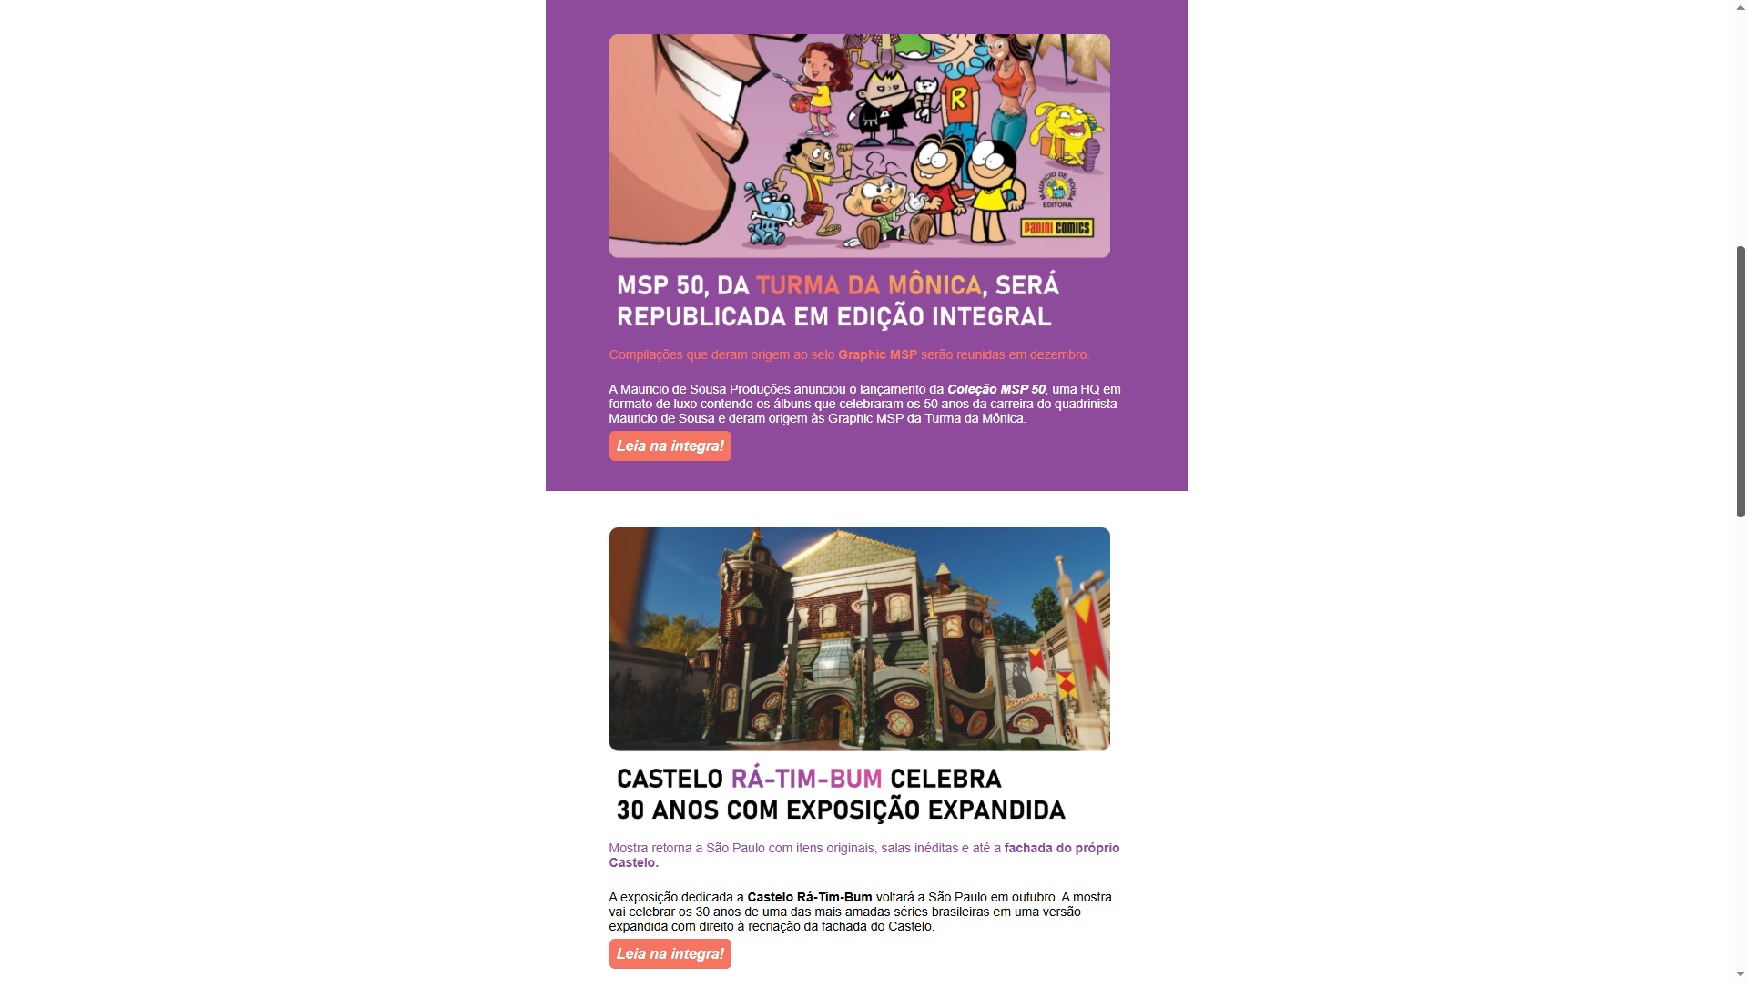 R
MAURICIO DE SOUSA
EDITORA
PANINI COMICS
MSP 50, DA TURMA DA MÔNICA, SERÁ
REPUBLICADA EM EDIÇÃO INTEGRAL
Compilações que deram origem ao selo Graphic MSP serão reunidas em dezembro.
A Mauricio de Sousa Produções anunciou o lançamento da Coleção MSP 50, uma HQ em
formato de luxo contendo os álbuns que celebraram os 50 anos da carreira do quadrinista
Mauricio de Sousa e deram origem às Graphic MSP da Turma da Mônica.
Leia na integra!
CASTELO RÁ-TIM-BUM CELEBRA
30 ANOS COM EXPOSIÇÃO EXPANDIDA
Mostra retorna a São Paulo com itens originais, salas inéditas e até a fachada do próprio
Castelo.
A exposição dedicada a Castelo Rá-Tim-Bum voltará a São Paulo em outubro. A mostra
vai celebrar os 30 anos de uma das mais amadas séries brasileiras em uma versão
expandida com direito à recriação da fachada do Castelo.
Leia na integra!